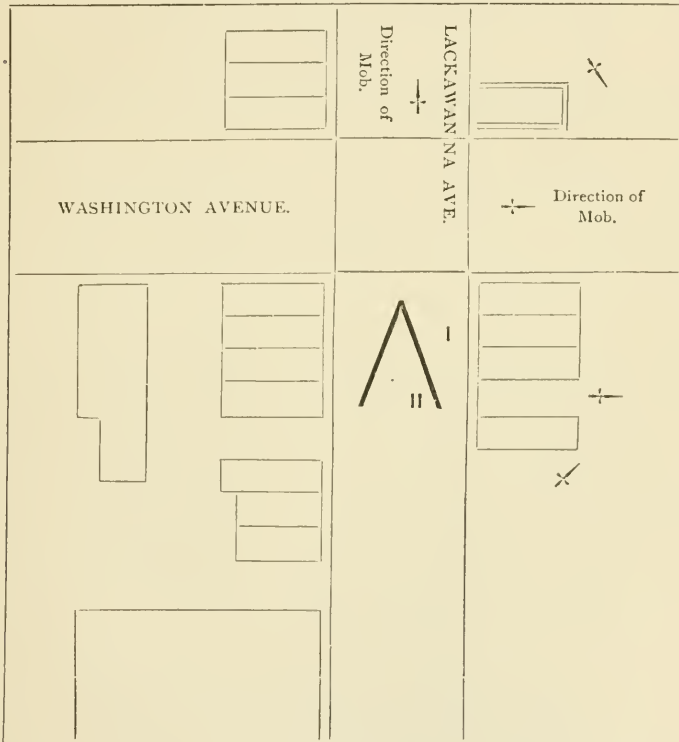 Direction of
Mob.
LACKAWANNA AVE.
WASHINGTON AVENUE.
Direction of
Mob.
I
II